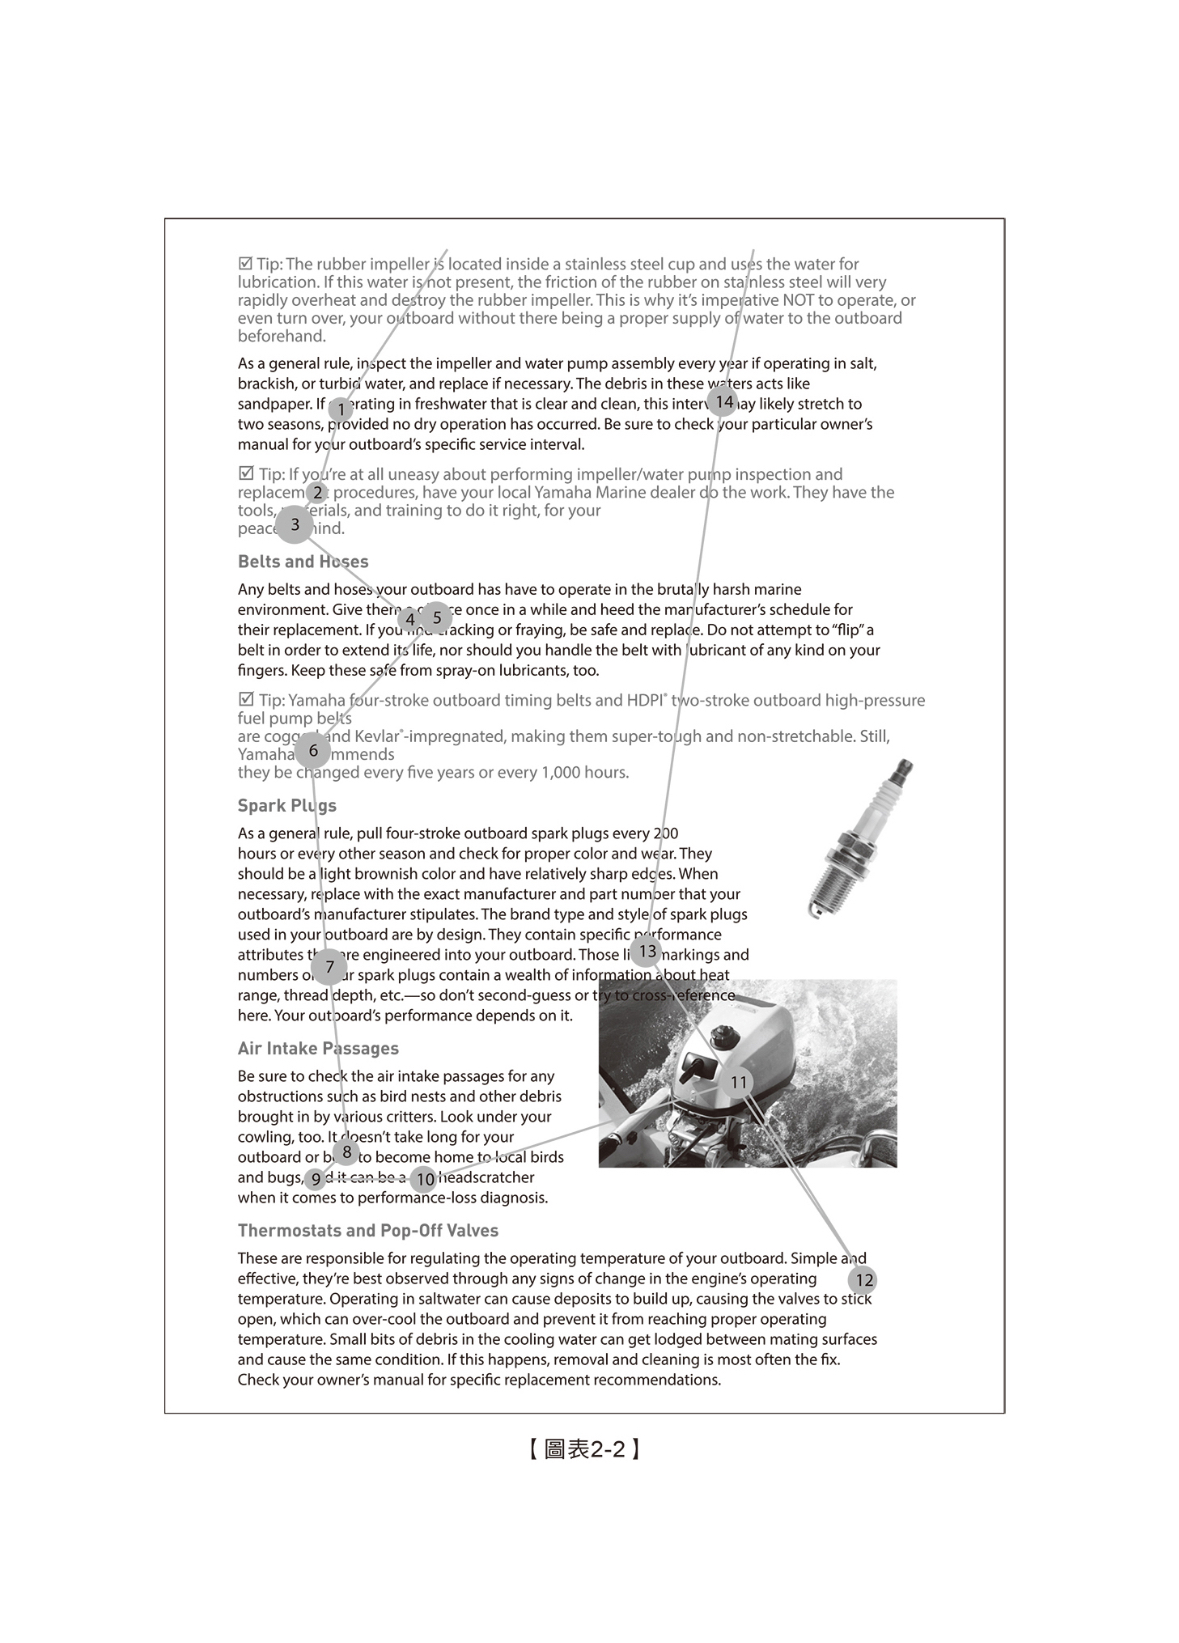 ☑ Tip: The rubber impeller is located inside a stainless steel cup and uses the water for
lubrication. If this water is not present, the friction of the rubber on stainless steel will very
rapidly overheat and destroy the rubber impeller. This is why it's imperative NOT to operate, or
even turn over, your outboard without there being a proper supply of water to the outboard
beforehand.
As a general rule, inspect the impeller and water pump assembly every year if operating in salt,
brackish, or turbid water, and replace if necessary. The debris in these waters acts like
sandpaper. If operating in freshwater that is clear and clean, this interval may likely stretch to
two seasons, provided no dry operation has occurred. Be sure to check your particular owner's
manual for your outboard's specific service interval.
☑ Tip: If you're at all uneasy about performing impeller/water pump inspection and
replacement procedures, have your local Yamaha Marine dealer do the work. They have the
tools, materials, and training to do it right, for your
peace of mind.
Belts and Hoses
Any belts and hoses your outboard has have to operate in the brutally harsh marine
environment. Give them a once in a while and heed the manufacturer's schedule for
their replacement. If you find cracking or fraying, be safe and replace. Do not attempt to “flip” a
belt in order to extend its life, nor should you handle the belt with lubricant of any kind on your
fingers. Keep these safe from spray-on lubricants, too.
☑ Tip: Yamaha four-stroke outboard timing belts and HDPI® two-stroke outboard high-pressure
fuel pump belts
are cogged and Kevlar®-impregnated, making them super-tough and non-stretchable. Still,
Yamaha recommends
they be changed every five years or every 1,000 hours.
Spark Plugs
As a general rule, pull four-stroke outboard spark plugs every 200
hours or every other season and check for proper color and wear. They
should be a light brownish color and have relatively sharp edges. When
necessary, replace with the exact manufacturer and part number that your
outboard's manufacturer stipulates. The brand type and style of spark plugs
used in your outboard are by design. They contain specific performance
attributes that are engineered into your outboard. Those little markings and
numbers on your spark plugs contain a wealth of information about heat
range, thread depth, etc.—so don't second-guess or try to cross-reference
here. Your outboard's performance depends on it.
Air Intake Passages
Be sure to check the air intake passages for any
obstructions such as bird nests and other debris
brought in by various critters. Look under your
cowling, too. It doesn't take long for your
outboard or boat to become home to local birds
and bugs, and it can be a headscratcher
when it comes to performance-loss diagnosis.
Thermostats and Pop-Off Valves
These are responsible for regulating the operating temperature of your outboard. Simple and
effective, they're best observed through any signs of change in the engine's operating
temperature. Operating in saltwater can cause deposits to build up, causing the valves to stick
open, which can over-cool the outboard and prevent it from reaching proper operating
temperature. Small bits of debris in the cooling water can get lodged between mating surfaces
and cause the same condition. If this happens, removal and cleaning is most often the fix.
Check your owner's manual for specific replacement recommendations.
1
2
3
4
5
6
7
8
9
10
11
12
13
14
【圖表2-2】